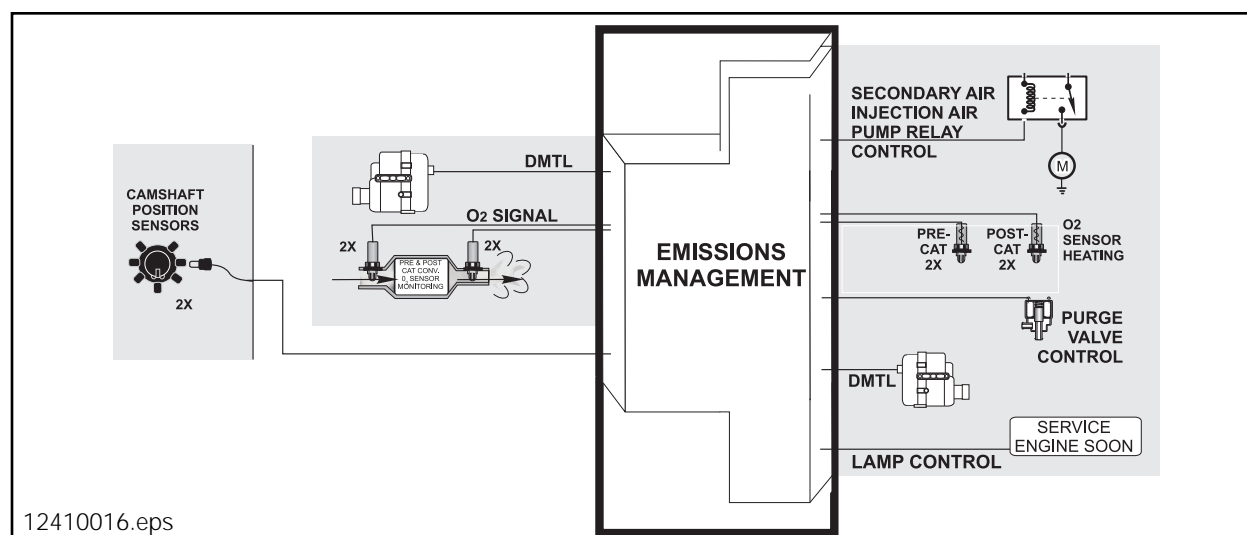 CAMSHAFT
POSITION
SENSORS
2X
DMTL
O2 SIGNAL
2X
2X
PRE & POST
CAT CONV.
O2 SENSOR
MONITORING
EMISSIONS
MANAGEMENT
SECONDARY AIR
INJECTION AIR
PUMP RELAY
CONTROL
M
PRE-
CAT
2X
POST-
CAT
2X
O2
SENSOR
HEATING
PURGE
VALVE
CONTROL
DMTL
SERVICE
ENGINE SOON
LAMP CONTROL
12410016.eps